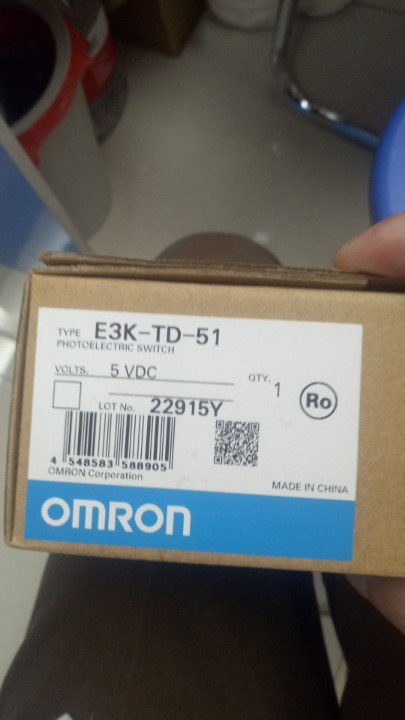 TYPE E3K-TD-51
PHOTOELECTRIC SWITCH
VOLTS. 5 VDC
QTY. 1
Ro
LOT No. 22915Y
4 548583 588905
OMRON Corporation
MADE IN CHINA
OMRON